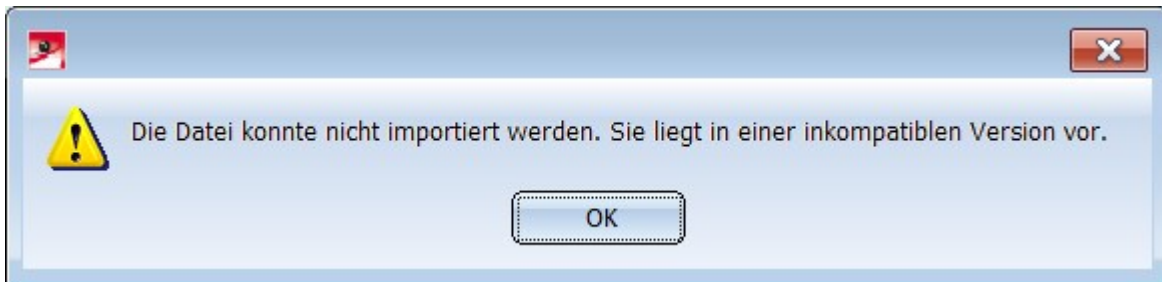 Die Datei konnte nicht importiert werden. Sie liegt in einer inkompatiblen Version vor.
OK